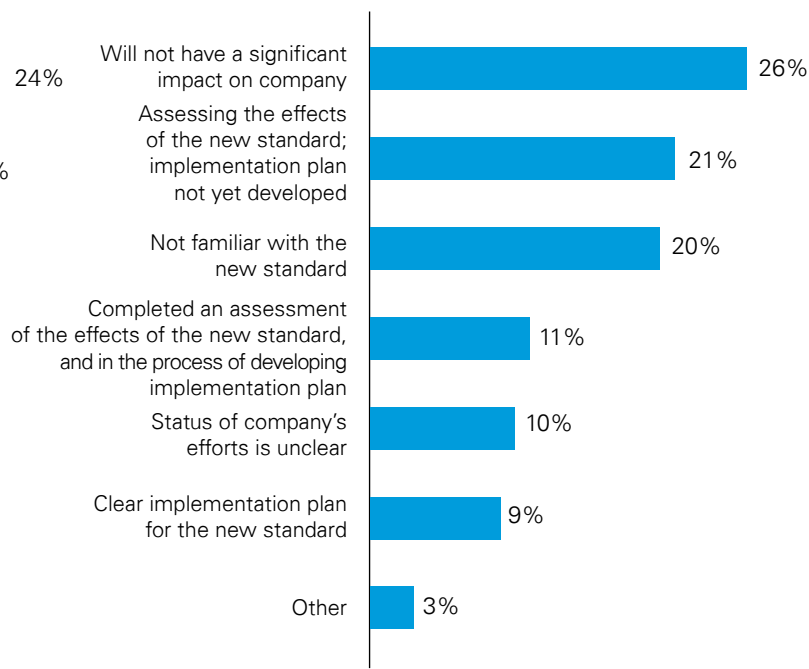 24%
%
Will not have a significant
impact on company
26%
Assessing the effects
of the new standard;
implementation plan
not yet developed
21%
Not familiar with the
new standard
20%
Completed an assessment
of the effects of the new standard,
and in the process of developing
implementation plan
11%
Status of company’s
efforts is unclear
10%
Clear implementation plan
for the new standard
9%
Other
3%